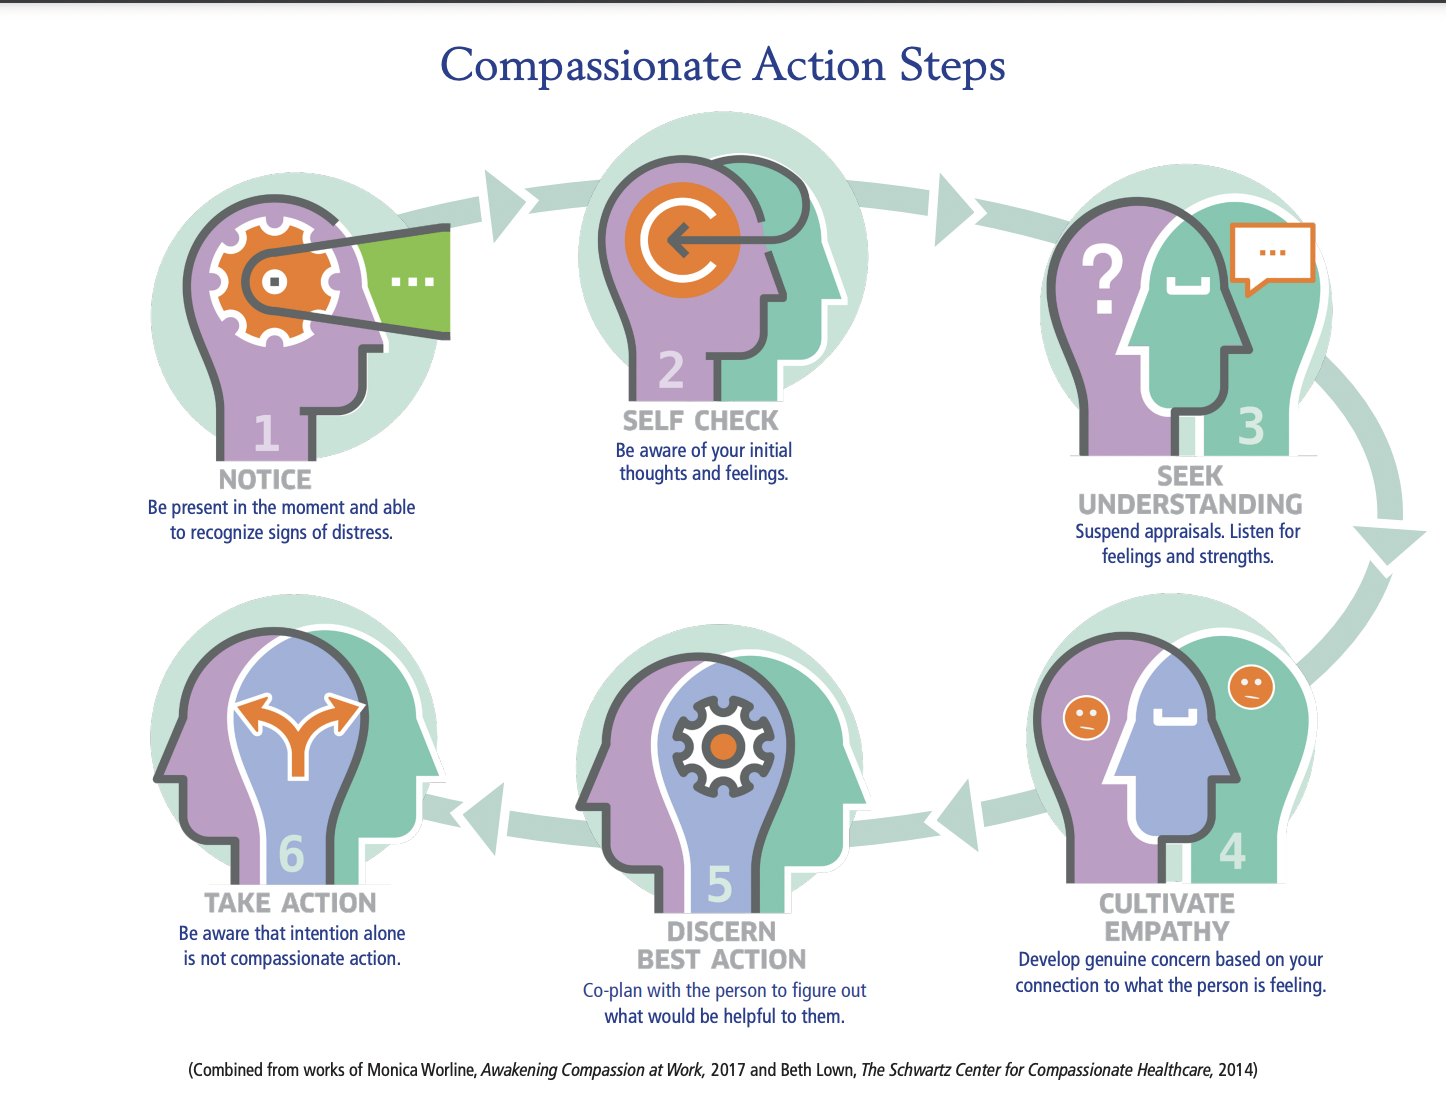 Compassionate Action Steps
1
NOTICE
Be present in the moment and able
to recognize signs of distress.
2
SELF CHECK
Be aware of your initial
thoughts and feelings.
?
...
3
SEEK
UNDERSTANDING
Suspend appraisals. Listen for
feelings and strengths.
4
CULTIVATE
EMPATHY
Develop genuine concern based on your
connection to what the person is feeling.
5
DISCERN
BEST ACTION
Co-plan with the person to figure out
what would be helpful to them.
6
TAKE ACTION
Be aware that intention alone
is not compassionate action.
(Combined from works of Monica Worline, Awakening Compassion at Work, 2017 and Beth Lown, The Schwartz Center for Compassionate Healthcare, 2014)